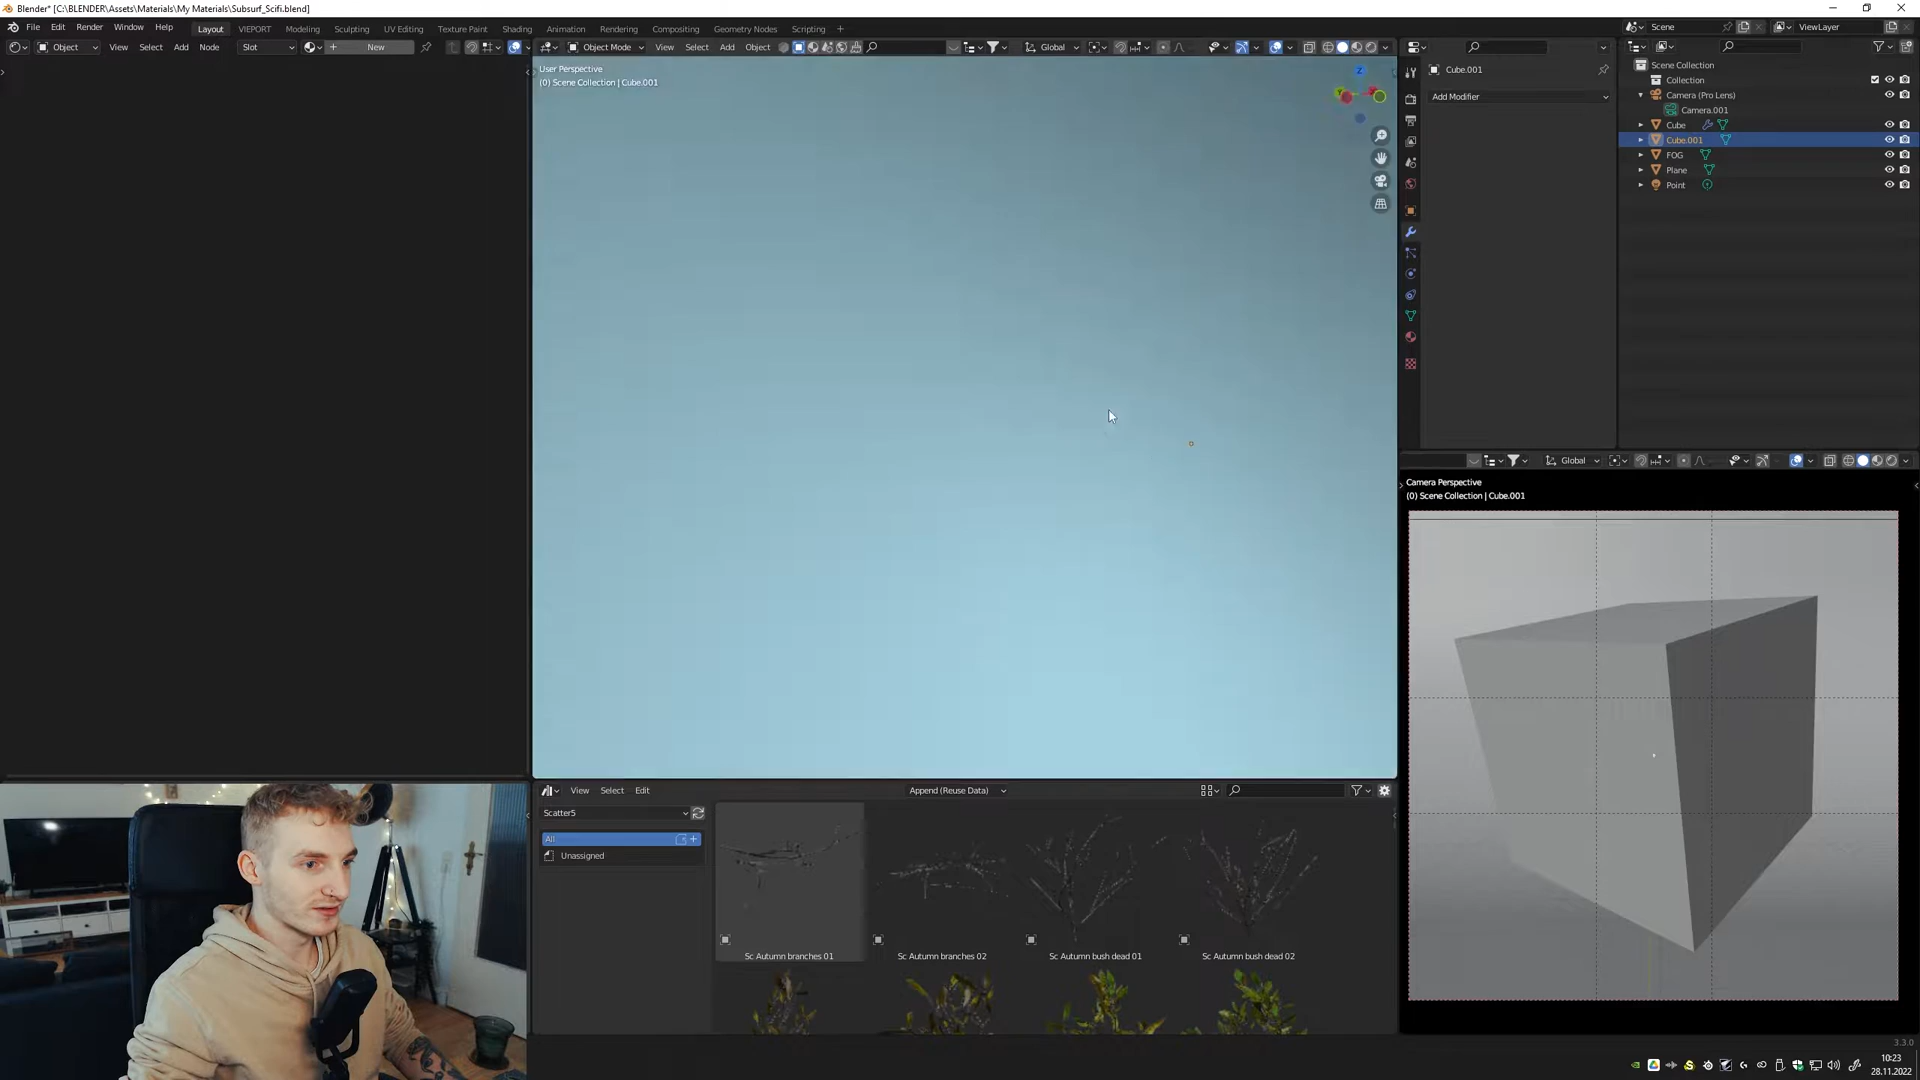 Blender* [C:\BLENDER\Assets\Materials\My Materials\Subsurf_Scifi.blend]
File Edit Render Window Help Layout VIEPORT Modeling Sculpting UV Editing Texture Paint Shading Animation Rendering Compositing Geometry Nodes Scripting + Scene ViewLayer
Object View Select Add Node Slot New Object Mode View Select Add Object Global
User Perspective
(0) Scene Collection | Cube.001
Cube.001
Add Modifier
Scene Collection
Collection
Camera (Pro Lens)
Camera.001
Cube
Cube.001
FOG
Plane
Point
Global
Camera Perspective
(0) Scene Collection | Cube.001
View Select Edit Append (Reuse Data)
Scatter5
All
Unassigned
Sc Autumn branches 01 Sc Autumn branches 02 Sc Autumn bush dead 01 Sc Autumn bush dead 02
3.3.0
10:23
28.11.2022